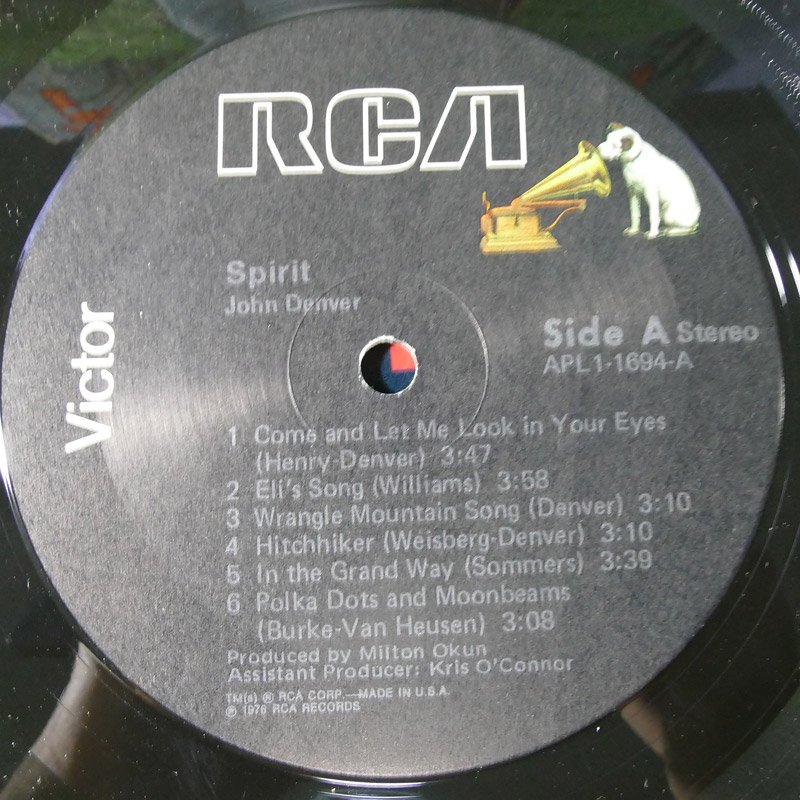 RCA
Spirit
John Denver
Victor
Side A Stereo
APL1-1694-A
1 Come and Let Me Look in Your Eyes
(Henry-Denver) 3:47
2 Eli's Song (Williams) 3:58
3 Wrangle Mountain Song (Denver) 3:10
4 Hitchhiker (Weisberg-Denver) 3:10
5 In the Grand Way (Sommers) 3:39
6 Polka Dots and Moonbeams
(Burke-Van Heusen) 3:08
Produced by Milton Okun
Assistant Producer: Kris O'Connor
TM(s) ® RCA CORP.—MADE IN U.S.A.
℗ 1976 RCA RECORDS